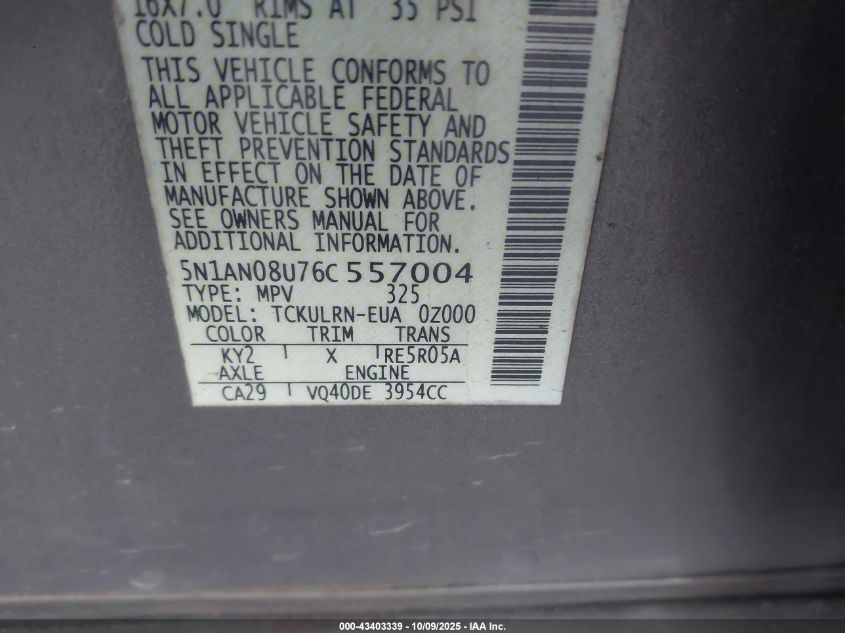 16X7.0 RIMS AT 35 PSI
COLD SINGLE
THIS VEHICLE CONFORMS TO
ALL APPLICABLE FEDERAL
MOTOR VEHICLE SAFETY AND
THEFT PREVENTION STANDARDS
IN EFFECT ON THE DATE OF
MANUFACTURE SHOWN ABOVE.
SEE OWNERS MANUAL FOR
ADDITIONAL INFORMATION.
5N1AN08U76C557004
TYPE: MPV 325
MODEL: TCKULRN-EUA 0Z000
COLOR TRIM TRANS
KY2 X RE5R05A
AXLE ENGINE
CA29 VQ40DE 3954CC
000-43403339 - 10/09/2025 - IAA Inc.